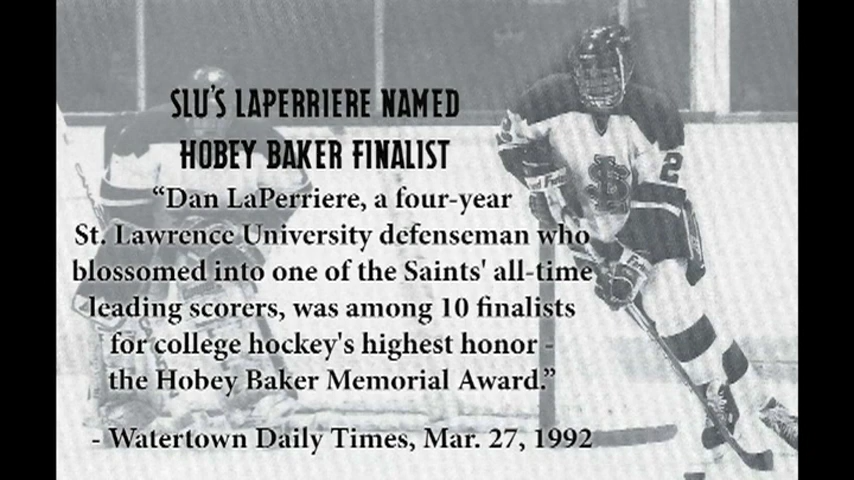 SLU'S LAPERRIERE NAMED
HOBEY BAKER FINALIST
“Dan LaPerriere, a four-year
St. Lawrence University defenseman who
blossomed into one of the Saints' all-time
leading scorers, was among 10 finalists
for college hockey's highest honor -
the Hobey Baker Memorial Award.”
- Watertown Daily Times, Mar. 27, 1992
2